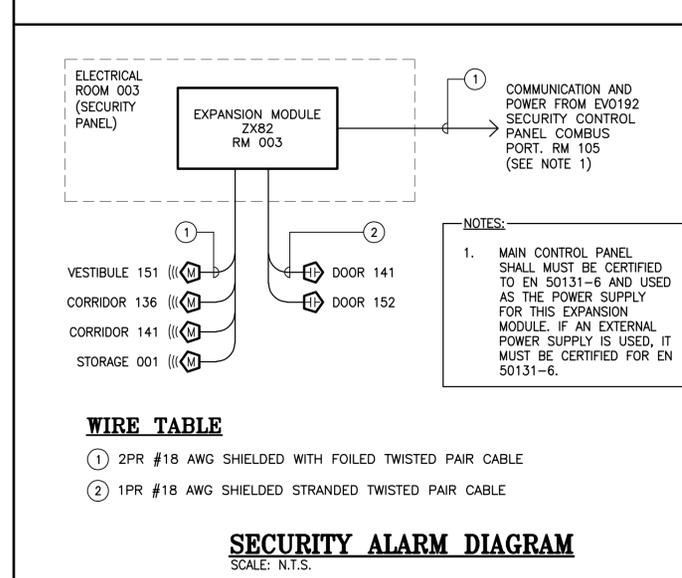 ELECTRICAL
ROOM 003
(SECURITY
PANEL)
EXPANSION MODULE
ZX82
RM 003
1
COMMUNICATION AND
POWER FROM EVO192
SECURITY CONTROL
PANEL COMBUS
PORT. RM 105
(SEE NOTE 1)
1
2
VESTIBULE 151
M
DOOR 141
CORRIDOR 136
M
DOOR 152
CORRIDOR 141
M
STORAGE 001
M
NOTES:
1. MAIN CONTROL PANEL
SHALL MUST BE CERTIFIED
TO EN 50131-6 AND USED
AS THE POWER SUPPLY
FOR THIS EXPANSION
MODULE. IF AN EXTERNAL
POWER SUPPLY IS USED, IT
MUST BE CERTIFIED FOR EN
50131-6.
WIRE TABLE
1 2PR #18 AWG SHIELDED WITH FOILED TWISTED PAIR CABLE
2 1PR #18 AWG SHIELDED STRANDED TWISTED PAIR CABLE
SECURITY ALARM DIAGRAM
SCALE: N.T.S.